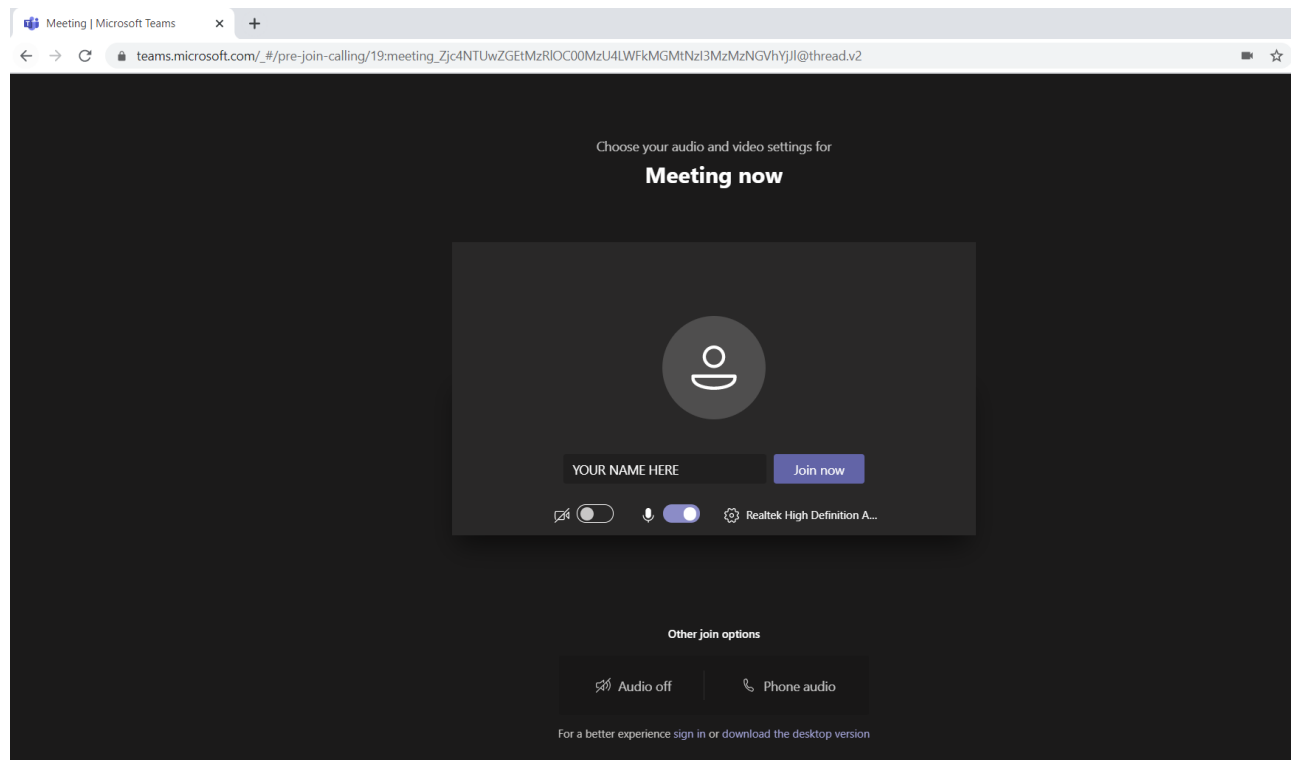 Meeting | Microsoft Teams
teams.microsoft.com/_#/pre-join-calling/19:meeting_Zjc4NTUwZGEtMzRlOC00MzU4LWFkMGMtNzI3MzMzNGVhYjJl@thread.v2
Choose your audio and video settings for
Meeting now
YOUR NAME HERE
Join now
Realtek High Definition A...
Other join options
Audio off
Phone audio
For a better experience sign in or download the desktop version